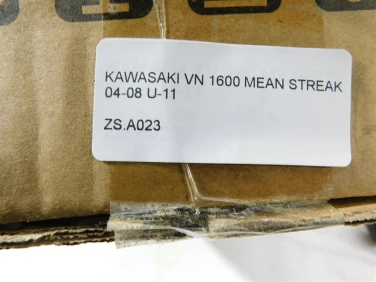 KAWASAKI VN 1600 MEAN STREAK
04-08 U-11
ZS.A023